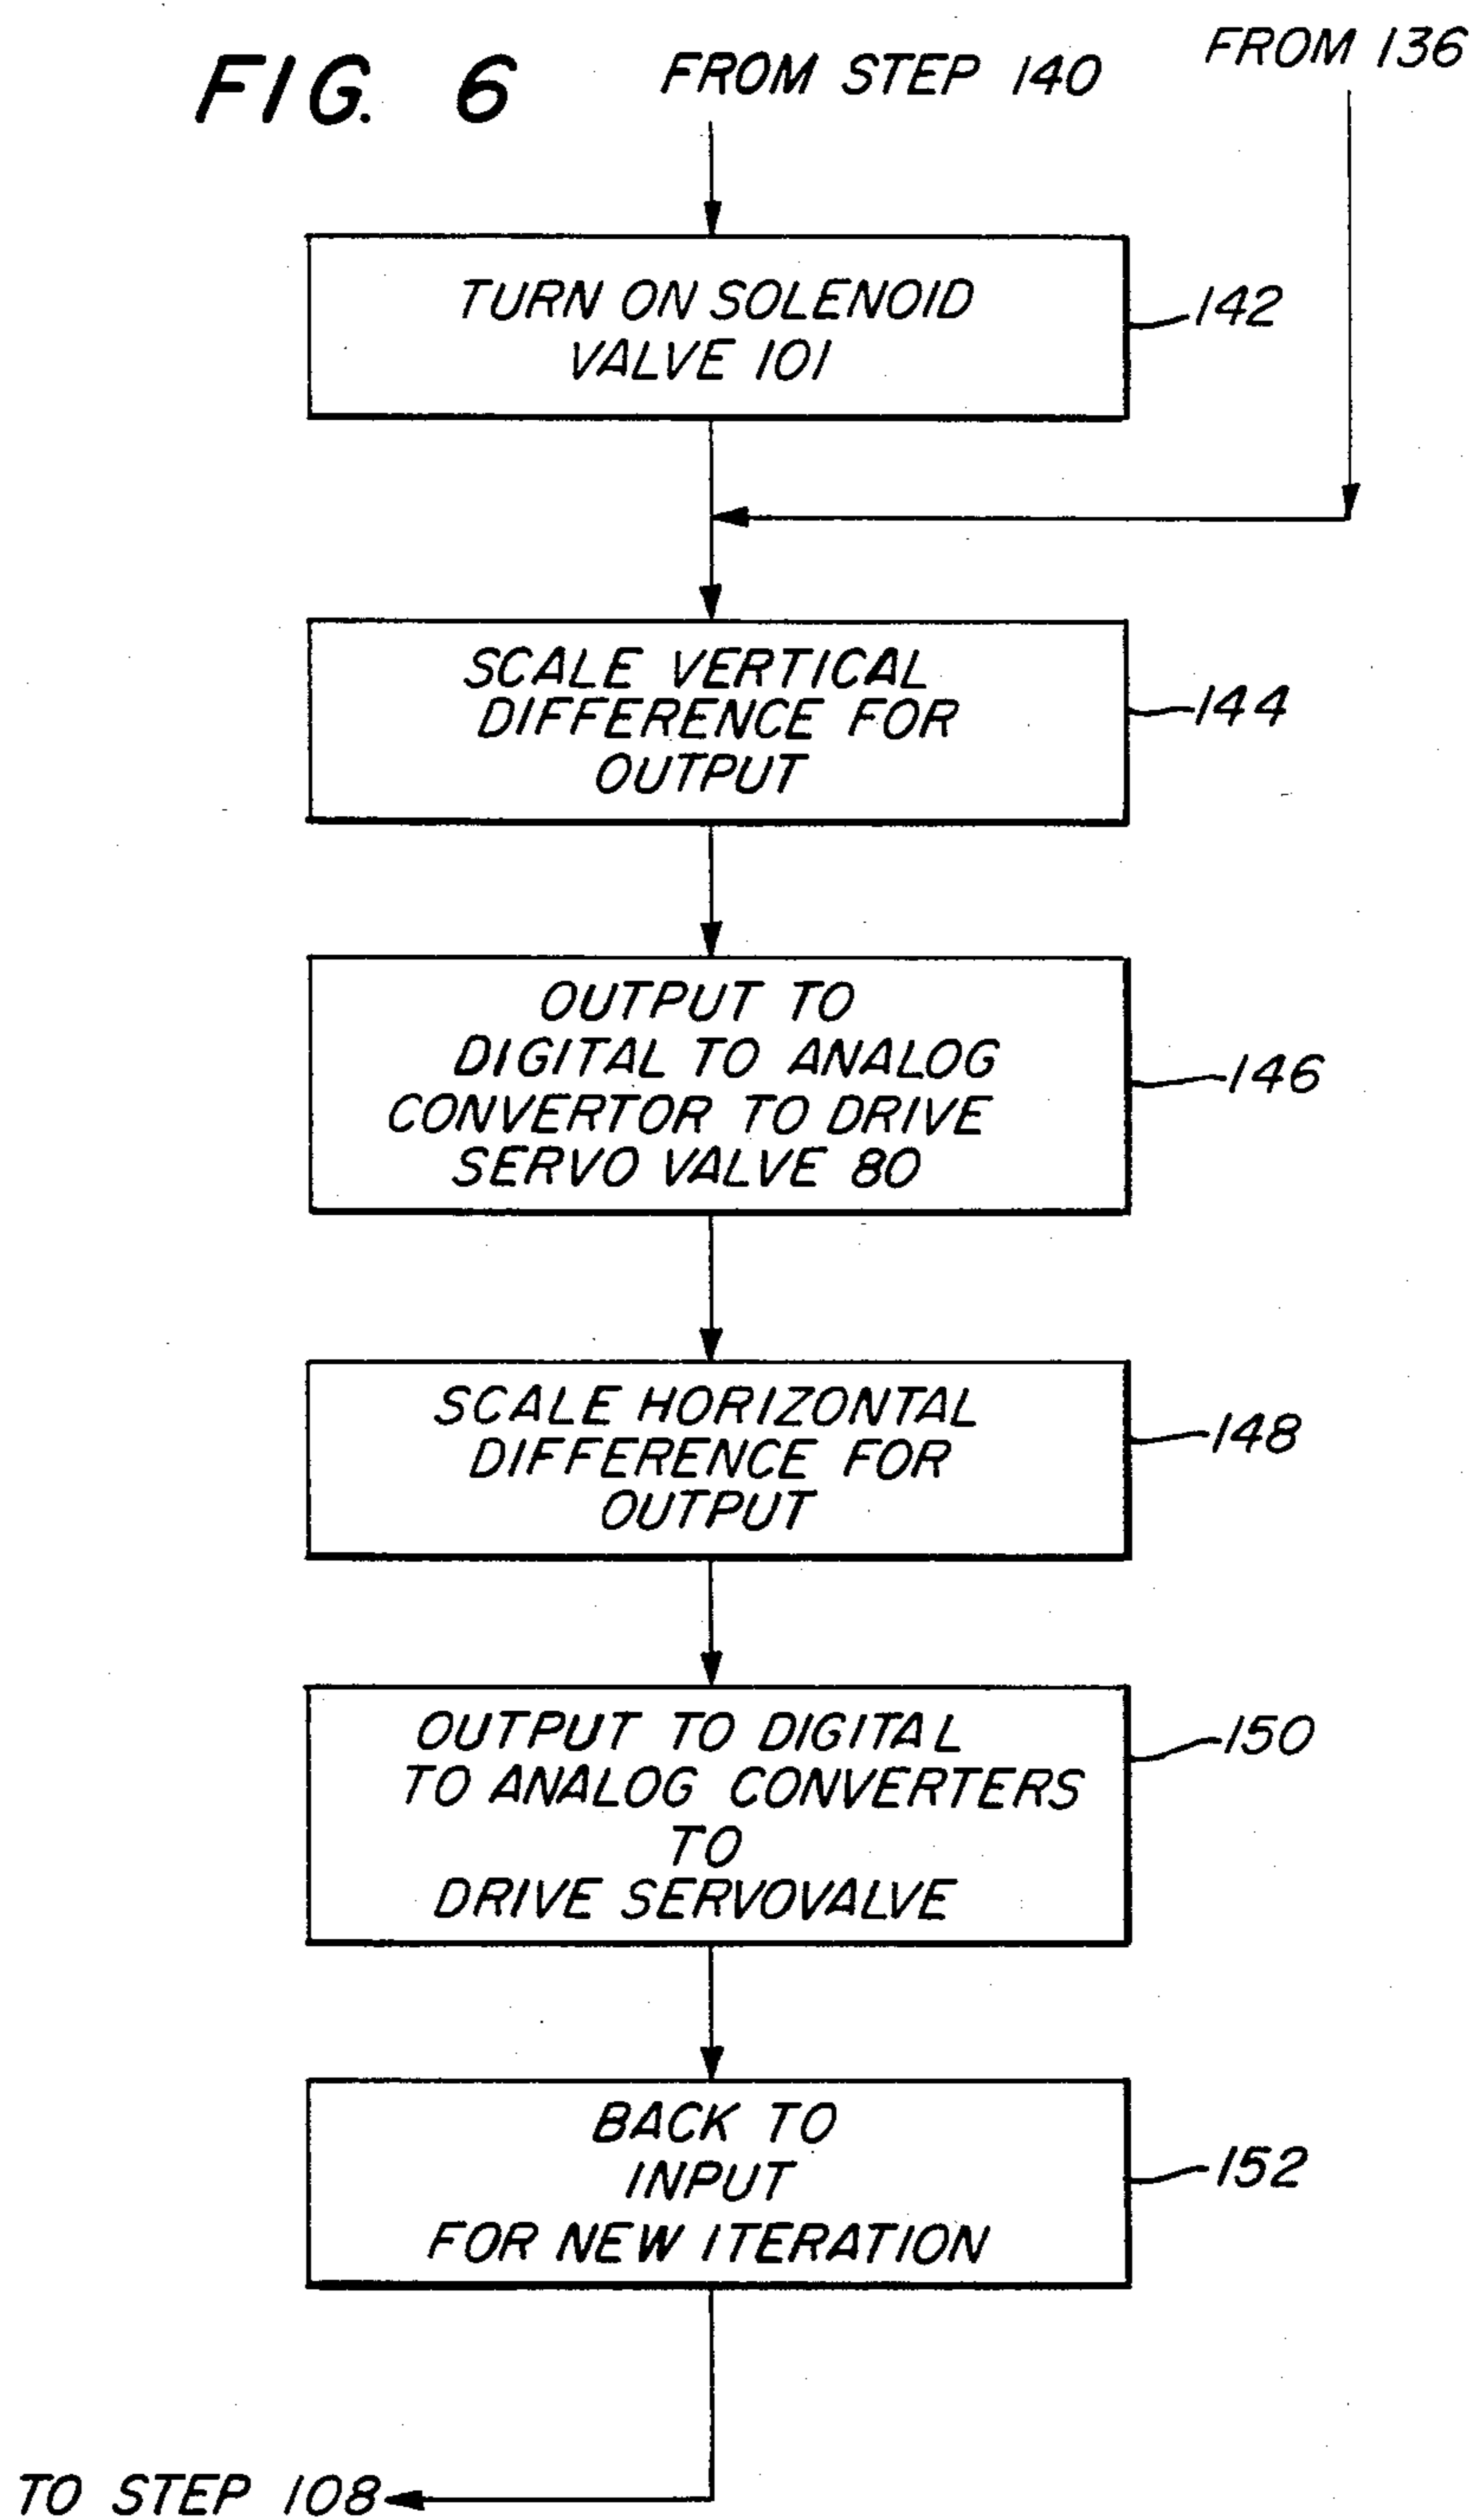 FIG. 6
FROM STEP 140
FROM 136
TURN ON SOLENOID
VALVE 101
142
SCALE VERTICAL
DIFFERENCE FOR
OUTPUT
144
OUTPUT TO
DIGITAL TO ANALOG
CONVERTOR TO DRIVE
SERVO VALVE 80
146
SCALE HORIZONTAL
DIFFERENCE FOR
OUTPUT
148
OUTPUT TO DIGITAL
TO ANALOG CONVERTERS
TO
DRIVE SERVOVALVE
150
BACK TO
INPUT
FOR NEW ITERATION
152
TO STEP 108